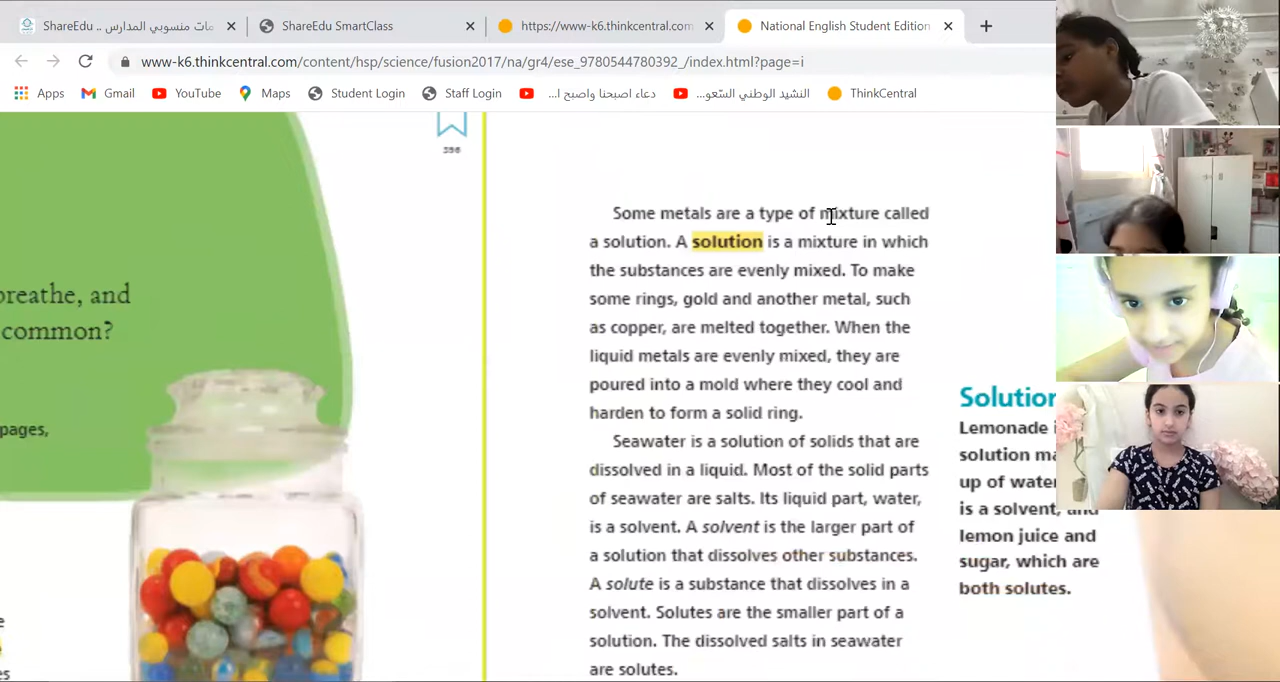 ShareEdu .. مات منسوبي المدارس
ShareEdu SmartClass
https://www-k6.thinkcentral.com
National English Student Edition
www-k6.thinkcentral.com/content/hsp/science/fusion2017/na/gr4/ese_9780544780392_/index.html?page=i
Apps
Gmail
YouTube
Maps
Student Login
Staff Login
دعاء اصبحنا واصبح ا...
النشيد الوطني السّعو...
ThinkCentral
breathe, and
common?
pages,
Some metals are a type of mixture called
a solution. A solution is a mixture in which
the substances are evenly mixed. To make
some rings, gold and another metal, such
as copper, are melted together. When the
liquid metals are evenly mixed, they are
poured into a mold where they cool and
harden to form a solid ring.
Seawater is a solution of solids that are
dissolved in a liquid. Most of the solid parts
of seawater are salts. Its liquid part, water,
is a solvent. A solvent is the larger part of
a solution that dissolves other substances.
A solute is a substance that dissolves in a
solvent. Solutes are the smaller part of a
solution. The dissolved salts in seawater
are solutes.
Solution
Lemonade
solution ma
up of wate
is a solvent, and
lemon juice and
sugar, which are
both solutes.